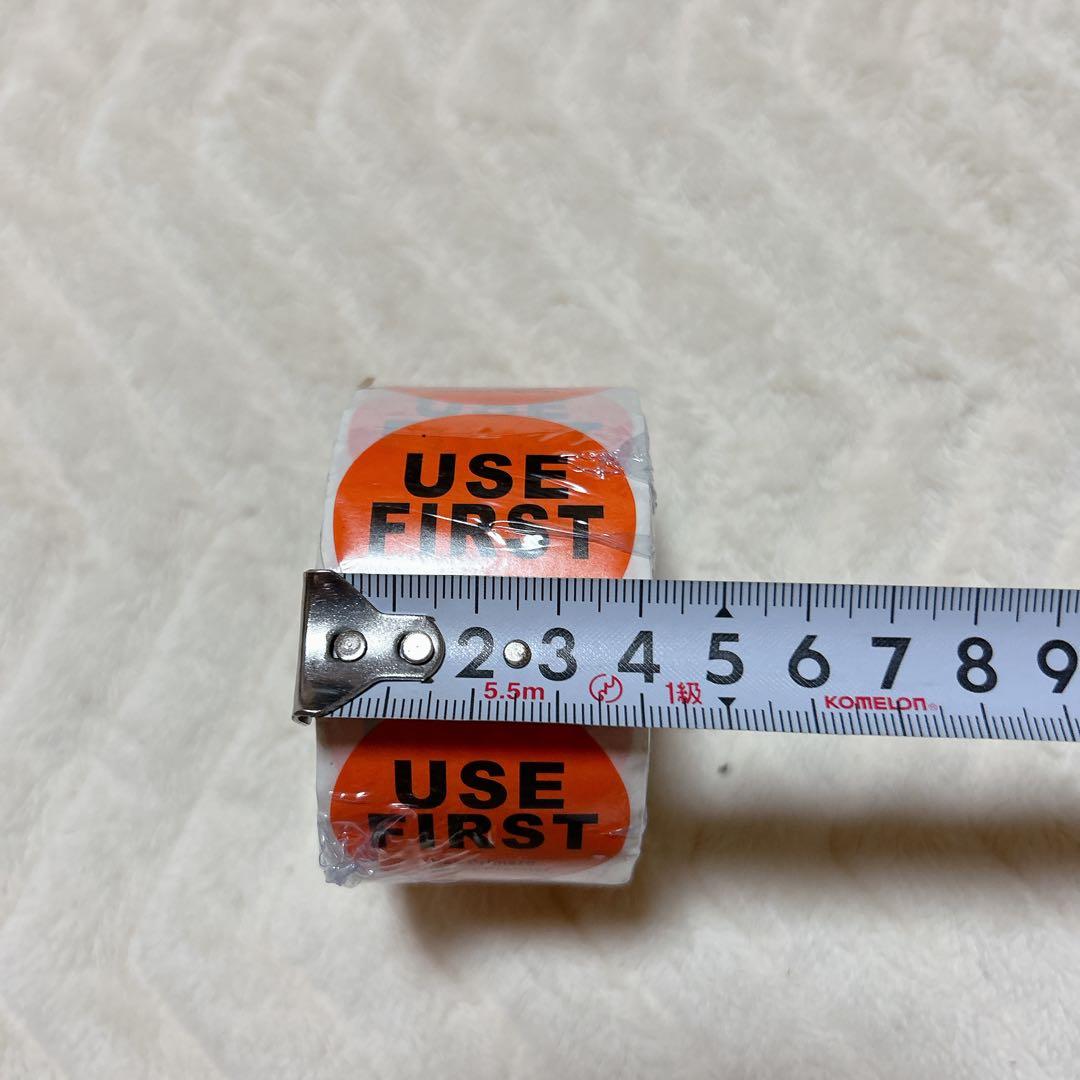 USE
FIRST
2 3 4 5 6 7 8 9
5.5m 1級 KOMELON®
USE
FIRST